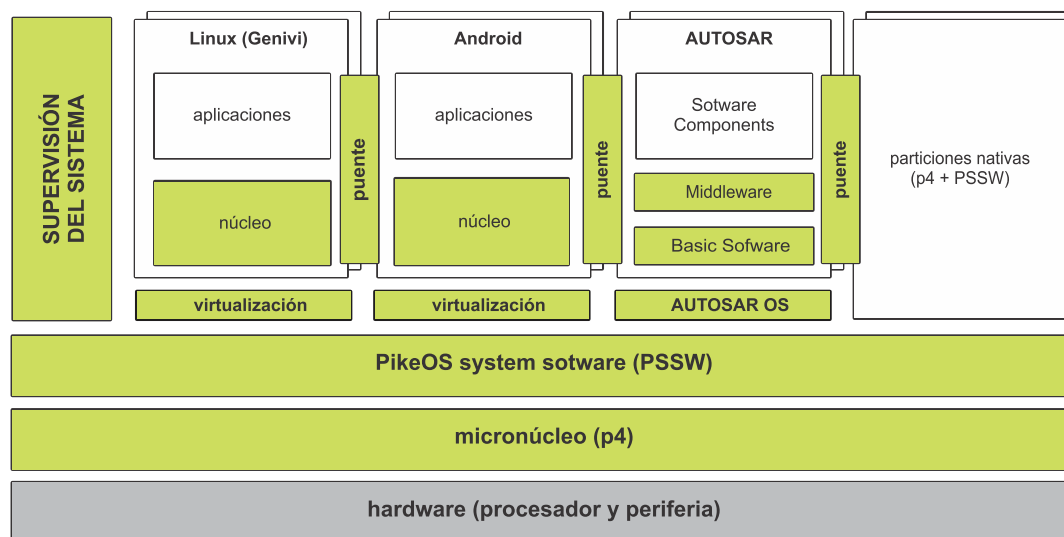 SUPERVISIÓN
DEL SISTEMA
Linux (Genivi)
aplicaciones
núcleo
virtualización
puente
Android
aplicaciones
núcleo
virtualización
puente
AUTOSAR
Sotware
Components
Middleware
Basic Sofware
AUTOSAR OS
puente
particiones nativas
(p4 + PSSW)
PikeOS system sotware (PSSW)
micronúcleo (p4)
hardware (procesador y periferia)